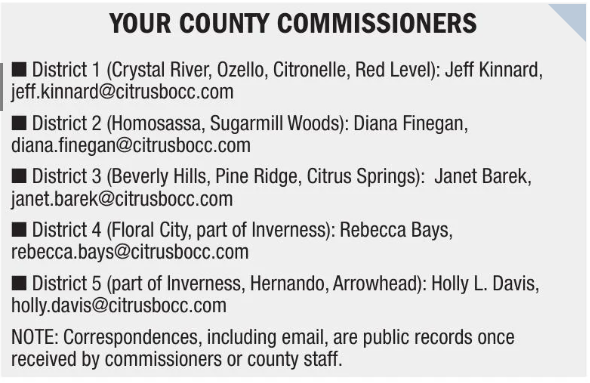 YOUR COUNTY COMMISSIONERS
■ District 1 (Crystal River, Ozello, Citronelle, Red Level): Jeff Kinnard,
jeff.kinnard@citrusbocc.com
■ District 2 (Homosassa, Sugarmill Woods): Diana Finegan,
diana.finegan@citrusbocc.com
■ District 3 (Beverly Hills, Pine Ridge, Citrus Springs): Janet Barek,
janet.barek@citrusbocc.com
■ District 4 (Floral City, part of Inverness): Rebecca Bays,
rebecca.bays@citrusbocc.com
■ District 5 (part of Inverness, Hernando, Arrowhead): Holly L. Davis,
holly.davis@citrusbocc.com
NOTE: Correspondences, including email, are public records once
received by commissioners or county staff.